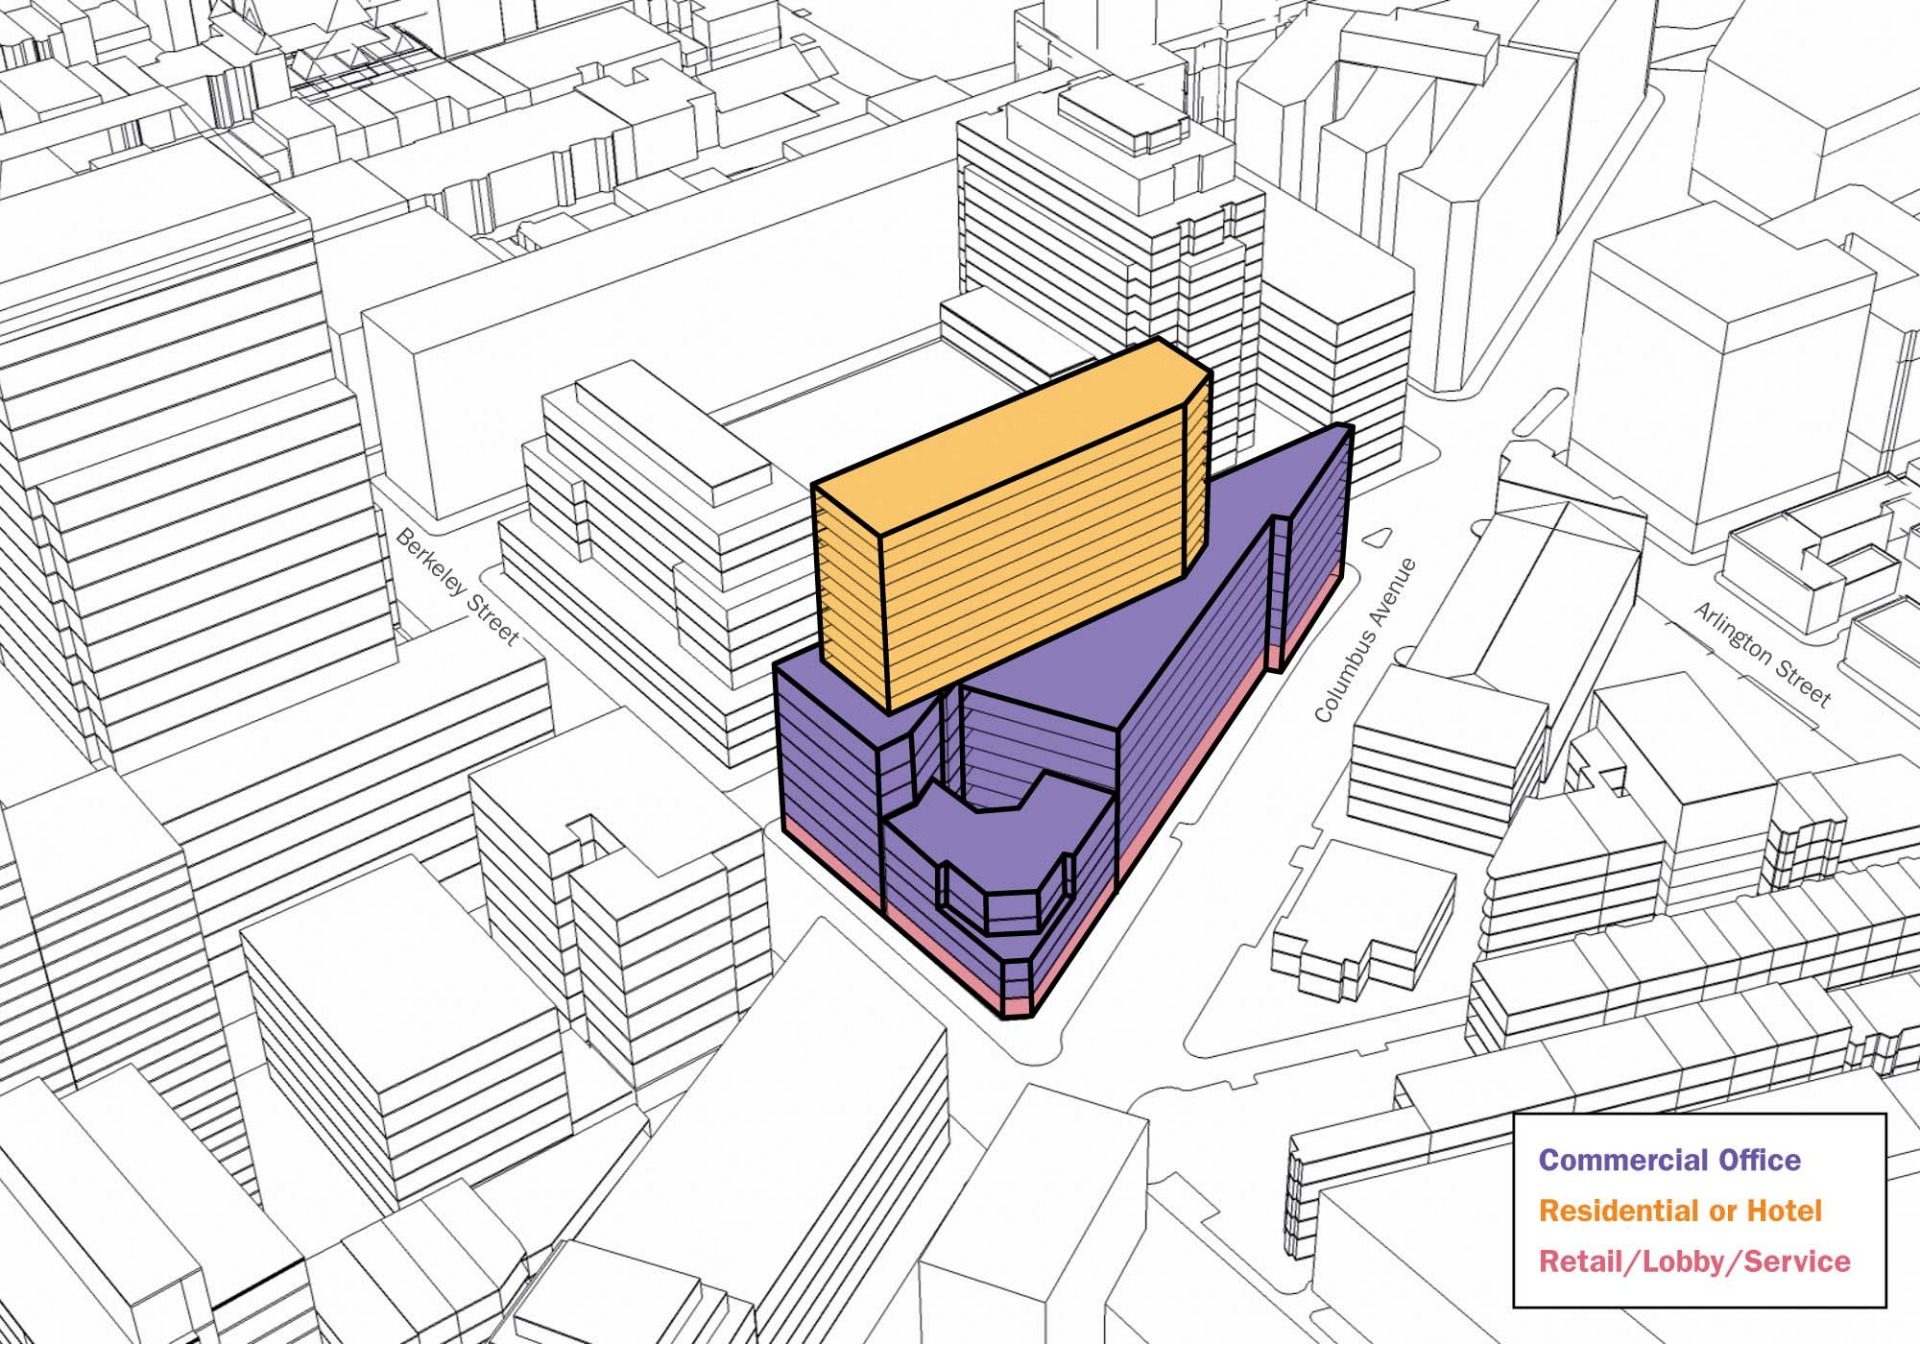 Berkeley Street
Columbus Avenue
Arlington Street
Commercial Office
Residential or Hotel
Retail/Lobby/Service